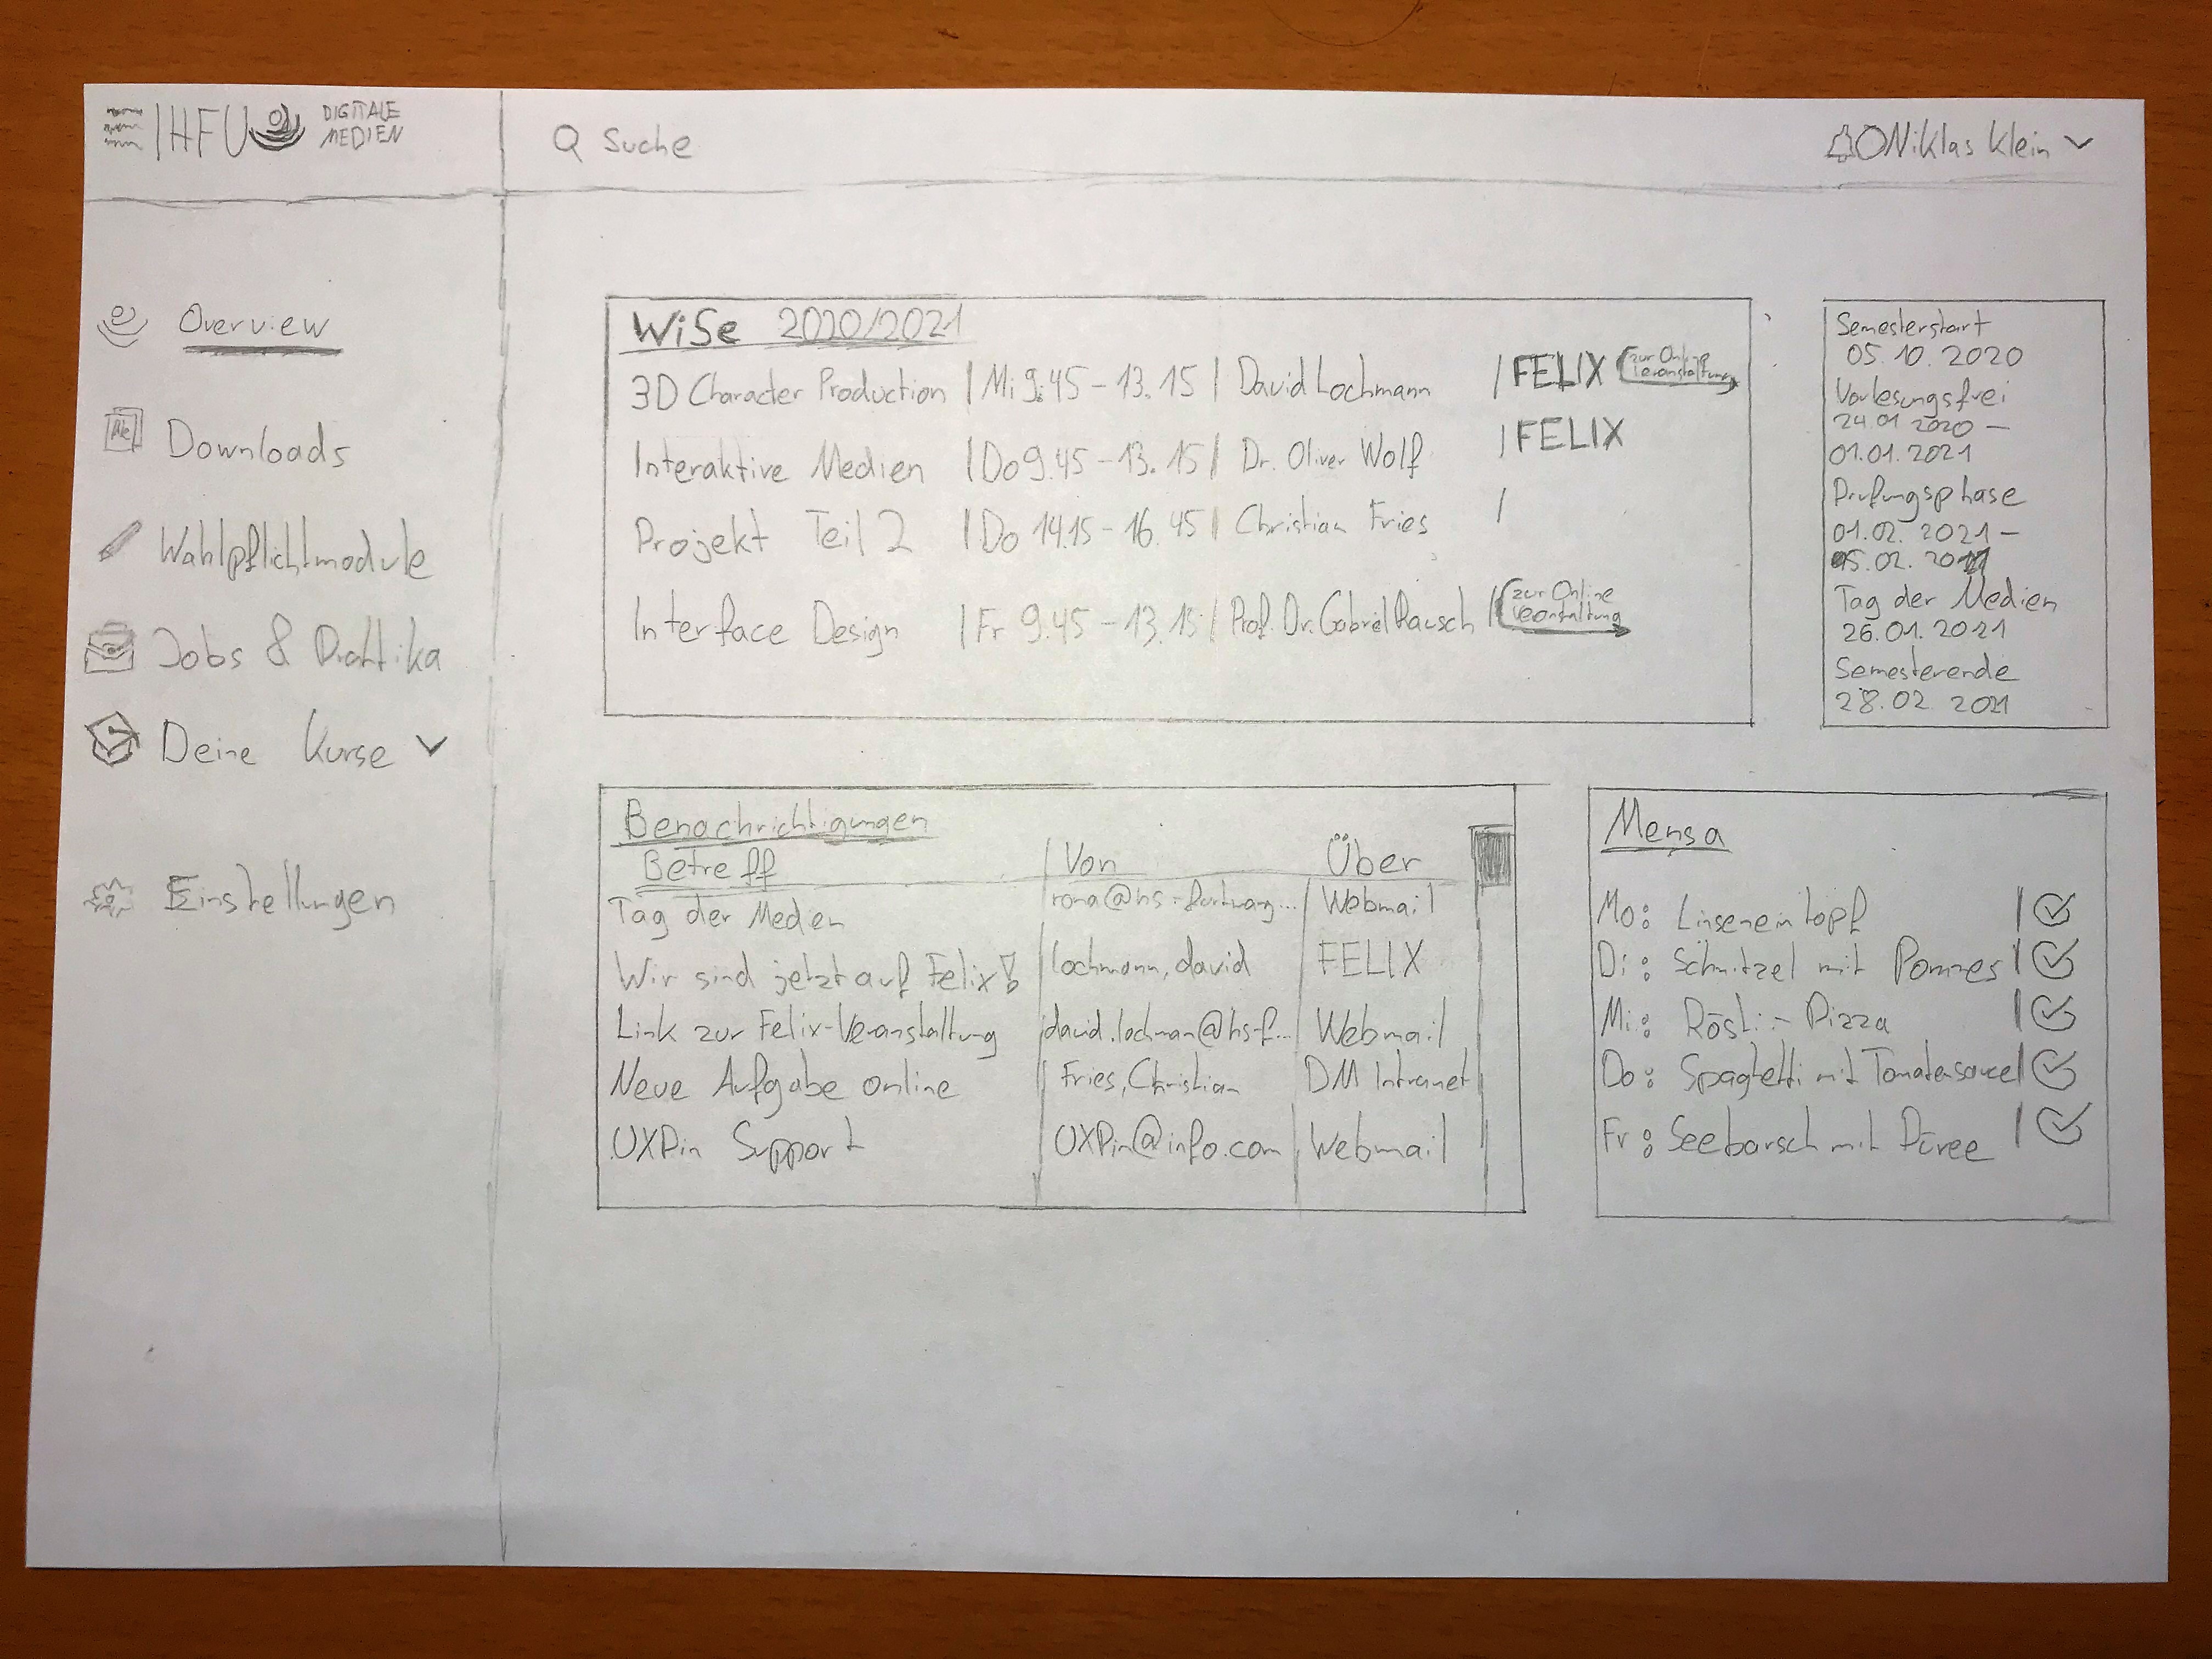 HFU DIGITALE
MEDIEN
Suche
Niklas Klein
Overview
Downloads
Wahlpflichtmodule
Jobs & Praktika
Deine Kurse
Einstellungen
WiSe 2020/2021
3D Character Production | Mi 9:45 - 13.15 | David Lochmann | FELIX zur Online Veranstaltung
Interaktive Medien | Do 9.45 - 13.15 | Dr. Oliver Wolf | FELIX
Projekt Teil 2 | Do 14.15 - 16.45 | Christian Fries |
Interface Design | Fr 9.45 - 13.15 | Prof. Dr. Gabriel Rausch | zur Online Veranstaltung
Semesterstart
05.10.2020
Vorlesungsfrei
24.01 2020 -
01.01.2021
Prüfungsphase
01.02.2021 -
05.02.2021
Tag der Medien
26.01.2021
Semesterende
28.02 2021
Benachrichtigungen
Betreff | Von Über
Tag der Medien | Webmail
Wir sind jetzt auf Felix! | lochmann, david | FELIX
Link zur Felix-Veranstaltung david.lochman@hs-f... | Webmail
Neue Aufgabe online | Fries, Christian | DM Intranet
UXPin Support UXPin@info.com | Webmail
Mensa
Mo: Linseneintopf |
Di: Schnitzel mit Pommes |
Mi: Rösti - Pizza |
Do: Spaghetti mit Tomatensauce |
Fr: Seebarsch mit Püree |